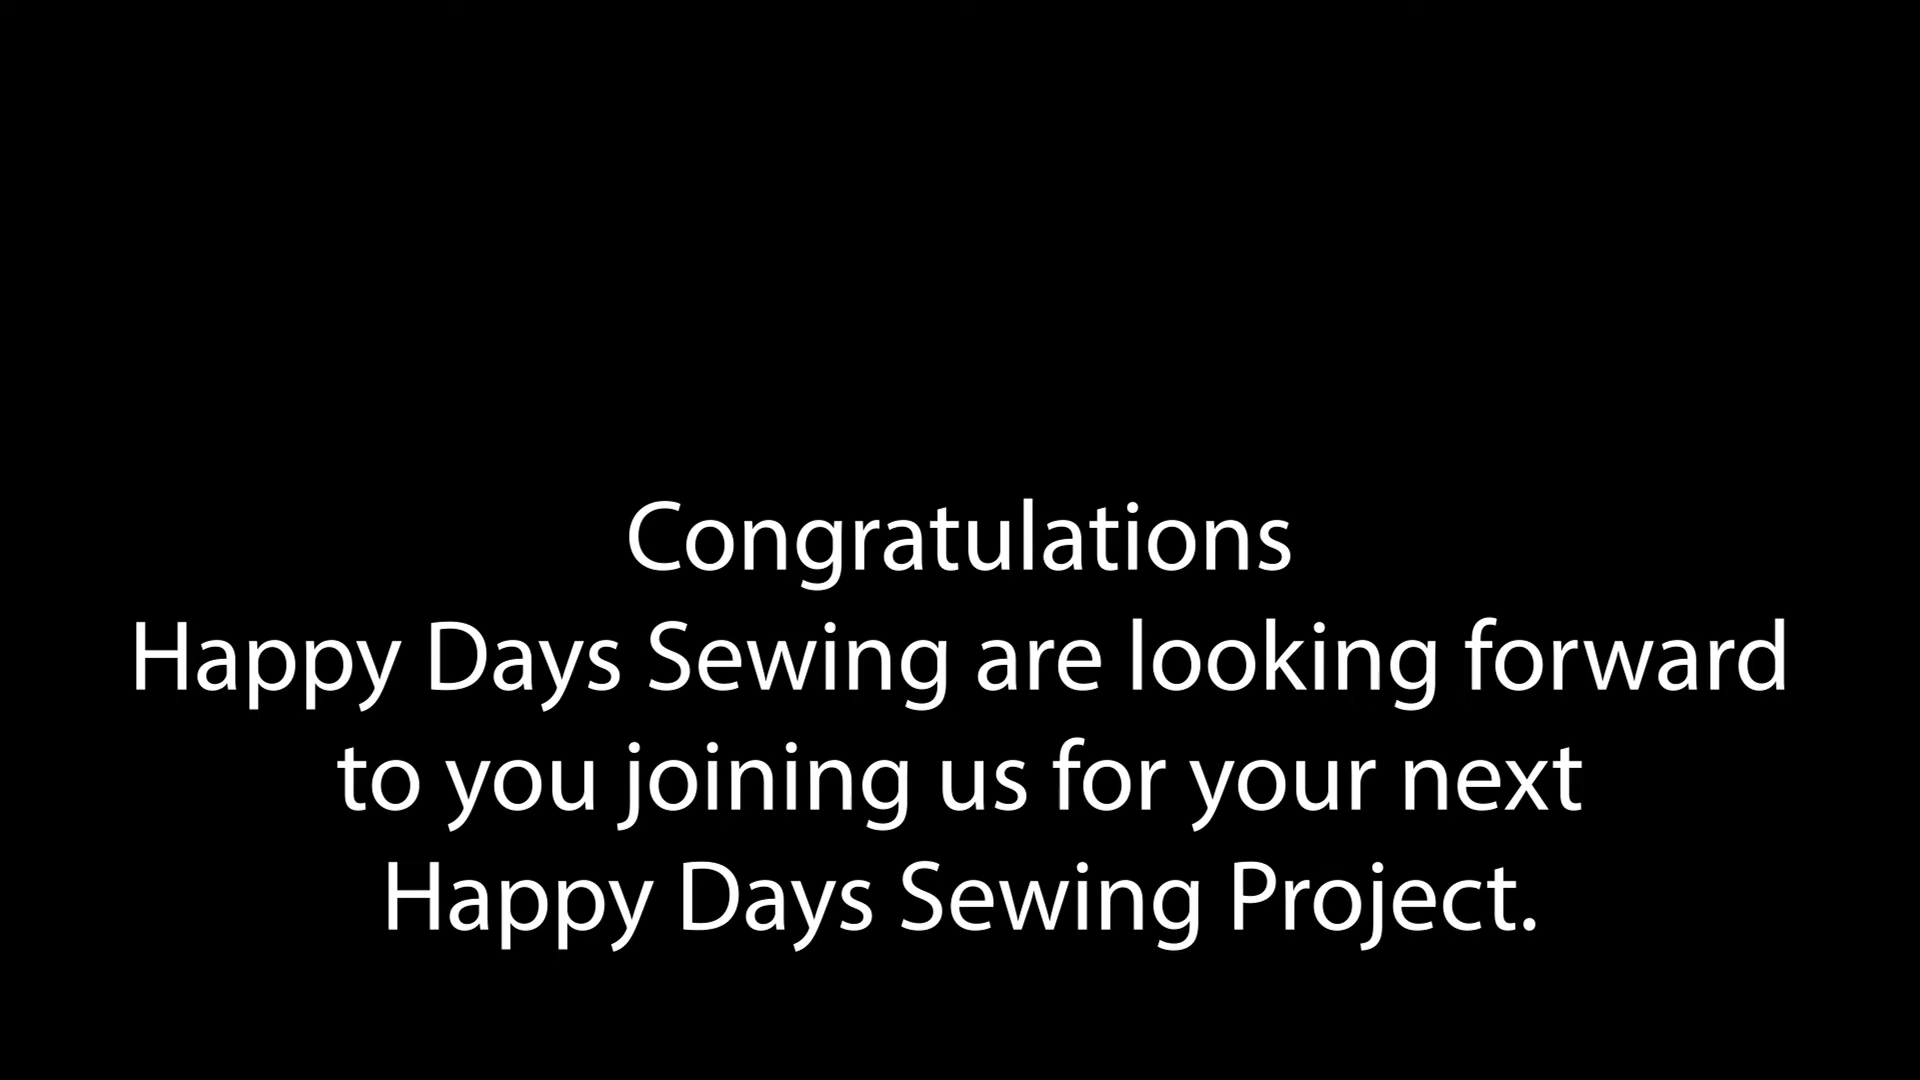 Congratulations
Happy Days Sewing are looking forward
to you joining us for your next
Happy Days Sewing Project.